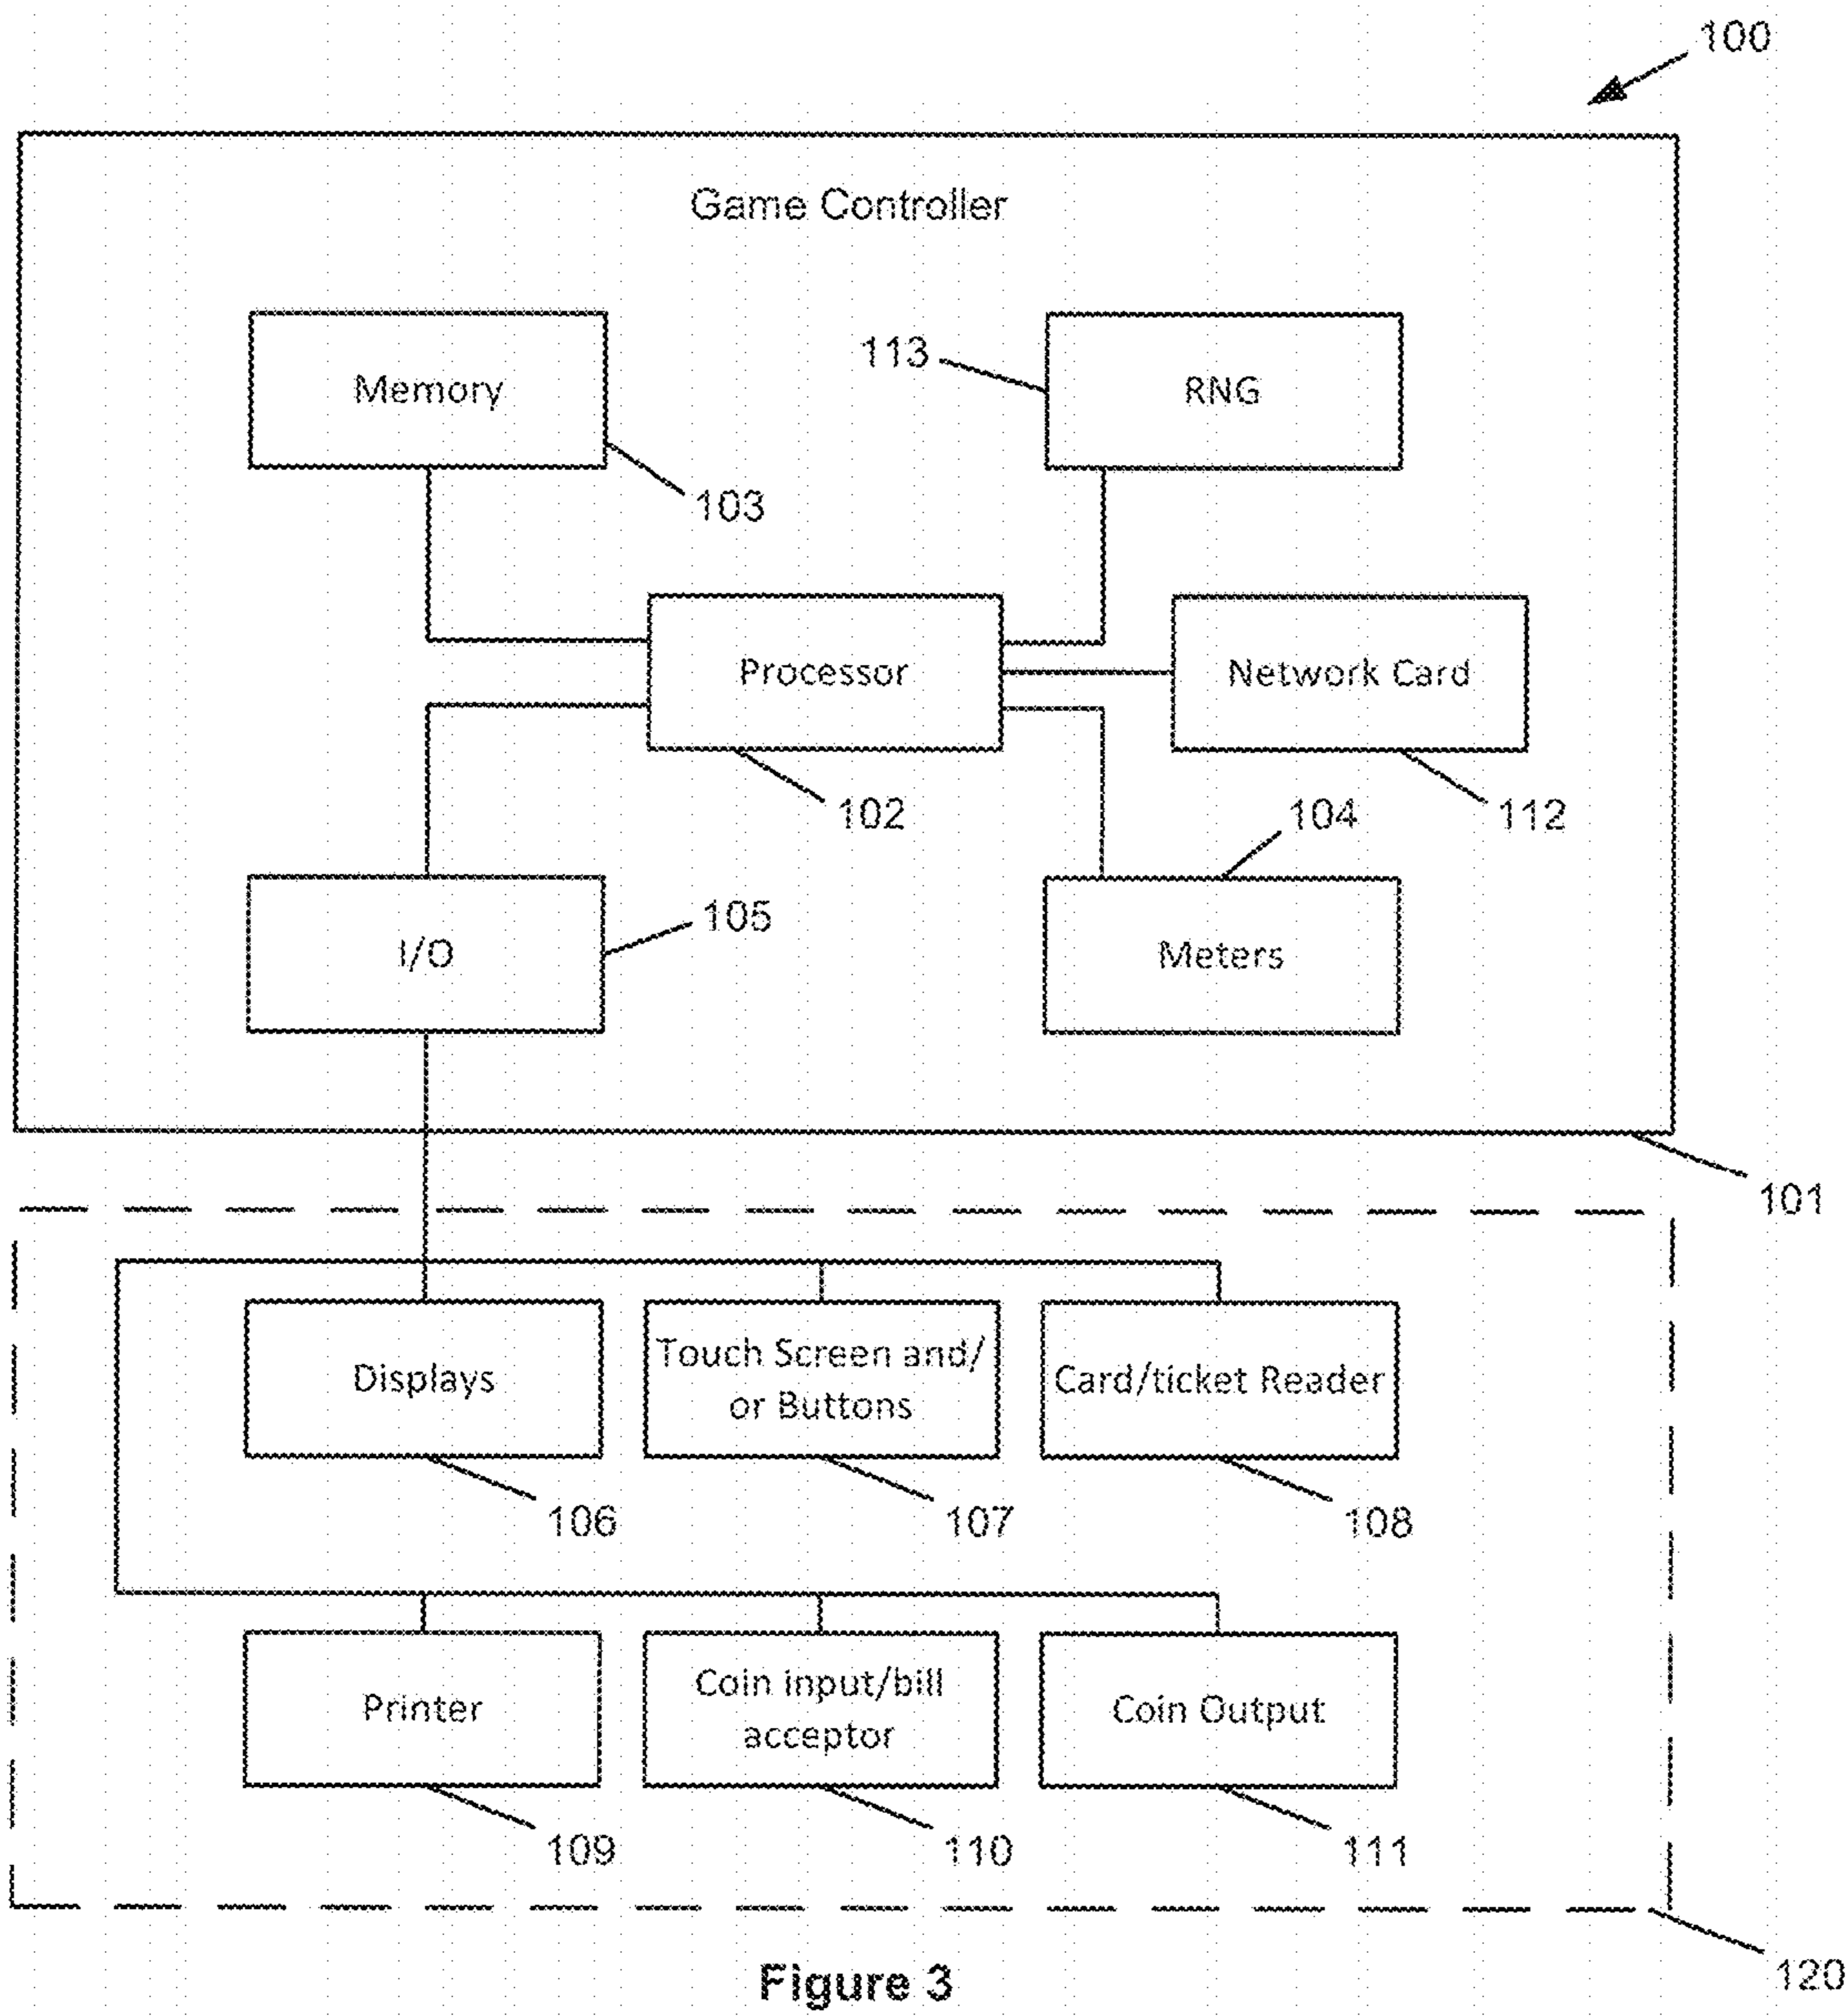 100
Game Controller
Memory
113
RNG
103
Processor
Network Card
102
104
112
I/O
105
Meters
101
Displays
Touch Screen and/
or Buttons
Card/ticket Reader
106
107
108
Printer
Coin input/bill
acceptor
Coin Output
109
110
111
120
Figure 3